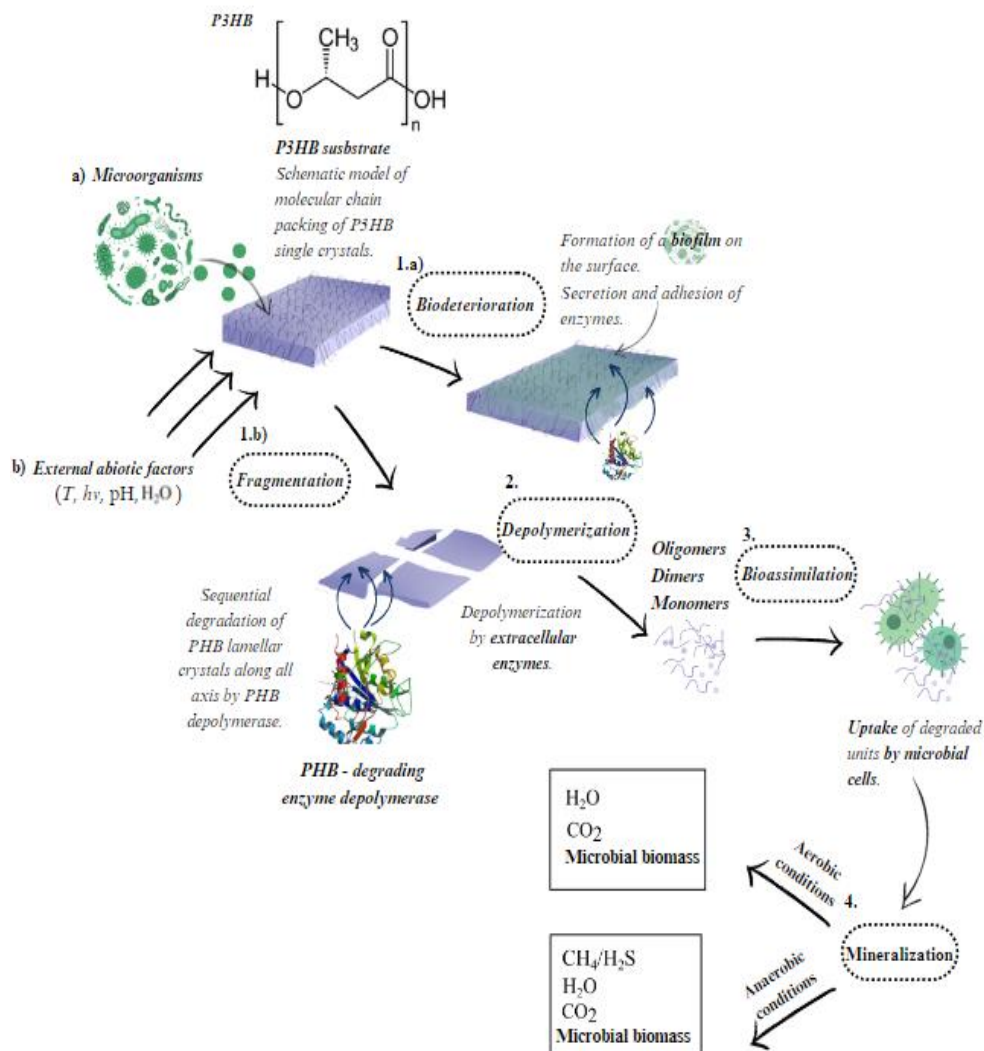 P3HB
CH3
O
H
O
OH
n
P3HB susbstrate
Schematic model of
molecular chain
packing of P3HB
single crystals.
a) Microorganisms
1.a)
Biodeterioration
Formation of a biofilm on
the surface.
Secretion and adhesion of
enzymes.
b) External abiotic factors
(T, hv, pH, H2O )
1.b)
Fragmentation
2.
Depolymerization
Sequential
degradation of
PHB lamellar
crystals along all
axis by PHB
depolymerase.
PHB - degrading
enzyme depolymerase
Depolymerization
by extracellular
enzymes.
Oligomers
Dimers
Monomers
3.
Bioassimilation
Uptake of degraded
units by microbial
cells.
H2O
CO2
Microbial biomass
Aerobic
conditions
4.
Mineralization
Anaerobic
conditions
CH4/H2S
H2O
CO2
Microbial biomass